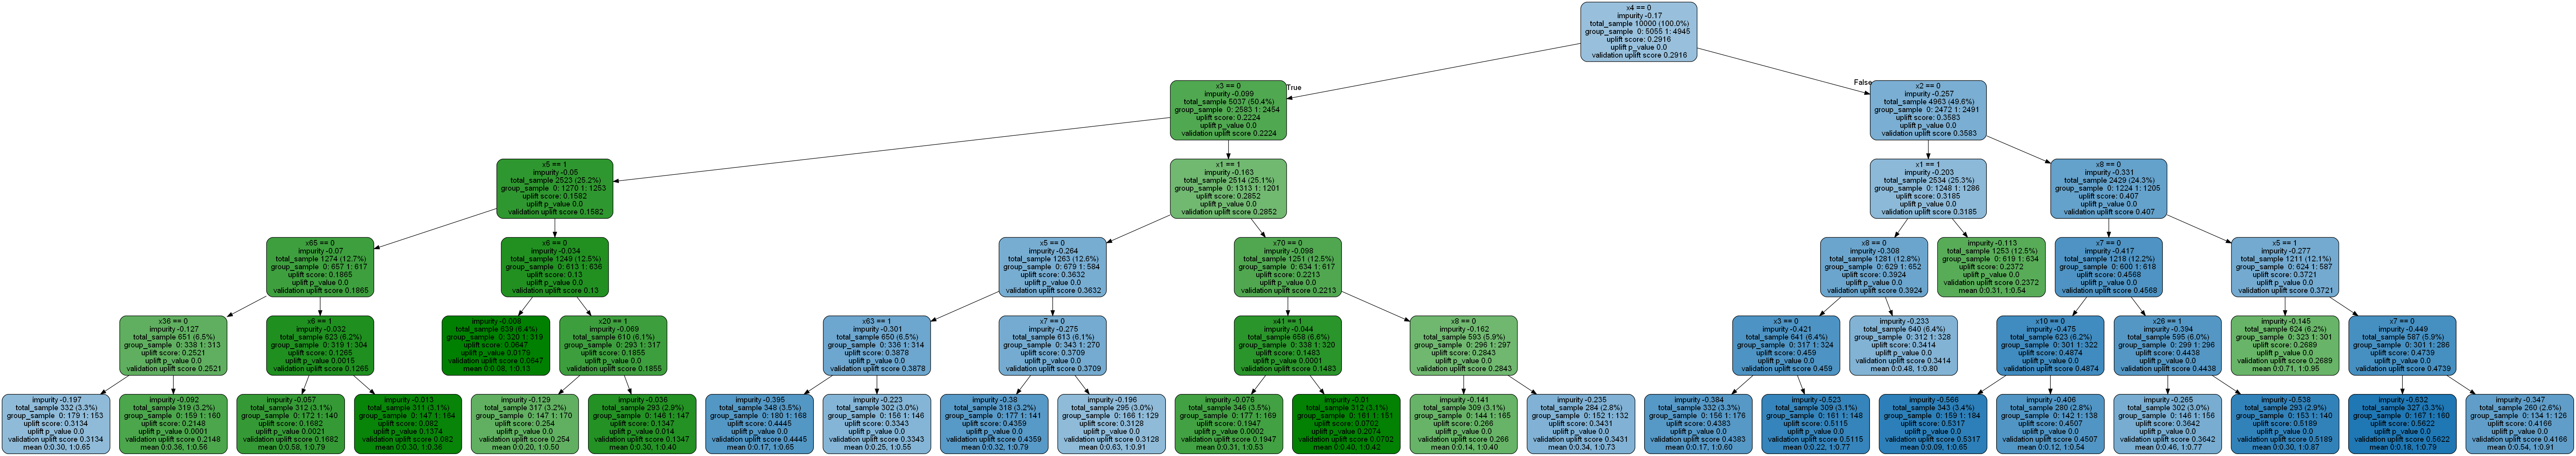 x4 == 0
impurity -0.17
total_sample 10000 (100.0%)
group_sample 0: 5055 1: 4945
uplift score: 0.2916
uplift p_value 0.0
validation uplift score 0.2916
True
False
x3 == 0
impurity -0.099
total_sample 5037 (50.4%)
group_sample 0: 2583 1: 2454
uplift score: 0.2224
uplift p_value 0.0
validation uplift score 0.2224
x2 == 0
impurity -0.257
total_sample 4963 (49.6%)
group_sample 0: 2472 1: 2491
uplift score: 0.3583
uplift p_value 0.0
validation uplift score 0.3583
x5 == 1
impurity -0.05
total_sample 2523 (25.2%)
group_sample 0: 1270 1: 1253
uplift score: 0.1582
uplift p_value 0.0
validation uplift score 0.1582
x1 == 1
impurity -0.163
total_sample 2514 (25.1%)
group_sample 0: 1313 1: 1201
uplift score: 0.2852
uplift p_value 0.0
validation uplift score 0.2852
x1 == 1
impurity -0.203
total_sample 2534 (25.3%)
group_sample 0: 1248 1: 1286
uplift score: 0.3185
uplift p_value 0.0
validation uplift score 0.3185
x8 == 0
impurity -0.331
total_sample 2429 (24.3%)
group_sample 0: 1224 1: 1205
uplift score: 0.407
uplift p_value 0.0
validation uplift score 0.407
x65 == 0
impurity -0.07
total_sample 1274 (12.7%)
group_sample 0: 657 1: 617
uplift score: 0.1865
uplift p_value 0.0
validation uplift score 0.1865
x6 == 0
impurity -0.034
total_sample 1249 (12.5%)
group_sample 0: 613 1: 636
uplift score: 0.13
uplift p_value 0.0
validation uplift score 0.13
x5 == 0
impurity -0.264
total_sample 1263 (12.6%)
group_sample 0: 679 1: 584
uplift score: 0.3632
uplift p_value 0.0
validation uplift score 0.3632
x70 == 0
impurity -0.098
total_sample 1251 (12.5%)
group_sample 0: 634 1: 617
uplift score: 0.2213
uplift p_value 0.0
validation uplift score 0.2213
x8 == 0
impurity -0.308
total_sample 1281 (12.8%)
group_sample 0: 629 1: 652
uplift score: 0.3924
uplift p_value 0.0
validation uplift score 0.3924
impurity -0.113
total_sample 1253 (12.5%)
group_sample 0: 619 1: 634
uplift score: 0.2372
uplift p_value 0.0
validation uplift score 0.2372
mean 0:0.31, 1:0.54
x7 == 0
impurity -0.417
total_sample 1218 (12.2%)
group_sample 0: 600 1: 618
uplift score: 0.4568
uplift p_value 0.0
validation uplift score 0.4568
x5 == 1
impurity -0.277
total_sample 1211 (12.1%)
group_sample 0: 624 1: 587
uplift score: 0.3721
uplift p_value 0.0
validation uplift score 0.3721
x36 == 0
impurity -0.127
total_sample 651 (6.5%)
group_sample 0: 338 1: 313
uplift score: 0.2521
uplift p_value 0.0
validation uplift score 0.2521
x6 == 1
impurity -0.032
total_sample 623 (6.2%)
group_sample 0: 319 1: 304
uplift score: 0.1265
uplift p_value 0.0015
validation uplift score 0.1265
impurity -0.008
total_sample 639 (6.4%)
group_sample 0: 320 1: 319
uplift score: 0.0647
uplift p_value 0.0179
validation uplift score 0.0647
mean 0:0.08, 1:0.13
x20 == 1
impurity -0.069
total_sample 610 (6.1%)
group_sample 0: 293 1: 317
uplift score: 0.1855
uplift p_value 0.0
validation uplift score 0.1855
x63 == 1
impurity -0.301
total_sample 650 (6.5%)
group_sample 0: 336 1: 314
uplift score: 0.3878
uplift p_value 0.0
validation uplift score 0.3878
x7 == 0
impurity -0.275
total_sample 613 (6.1%)
group_sample 0: 343 1: 270
uplift score: 0.3709
uplift p_value 0.0
validation uplift score 0.3709
x41 == 1
impurity -0.044
total_sample 658 (6.6%)
group_sample 0: 338 1: 320
uplift score: 0.1483
uplift p_value 0.0001
validation uplift score 0.1483
x8 == 0
impurity -0.162
total_sample 593 (5.9%)
group_sample 0: 296 1: 297
uplift score: 0.2843
uplift p_value 0.0
validation uplift score 0.2843
x3 == 0
impurity -0.421
total_sample 641 (6.4%)
group_sample 0: 317 1: 324
uplift score: 0.459
uplift p_value 0.0
validation uplift score 0.459
impurity -0.233
total_sample 640 (6.4%)
group_sample 0: 312 1: 328
uplift score: 0.3414
uplift p_value 0.0
validation uplift score 0.3414
mean 0:0.48, 1:0.80
x10 == 0
impurity -0.475
total_sample 623 (6.2%)
group_sample 0: 301 1: 322
uplift score: 0.4874
uplift p_value 0.0
validation uplift score 0.4874
x26 == 1
impurity -0.394
total_sample 595 (6.0%)
group_sample 0: 299 1: 296
uplift score: 0.4438
uplift p_value 0.0
validation uplift score 0.4438
impurity -0.145
total_sample 624 (6.2%)
group_sample 0: 323 1: 301
uplift score: 0.2689
uplift p_value 0.0
validation uplift score 0.2689
mean 0:0.71, 1:0.95
x7 == 0
impurity -0.449
total_sample 587 (5.9%)
group_sample 0: 301 1: 286
uplift score: 0.4739
uplift p_value 0.0
validation uplift score 0.4739
impurity -0.197
total_sample 332 (3.3%)
group_sample 0: 179 1: 153
uplift score: 0.3134
uplift p_value 0.0
validation uplift score 0.3134
mean 0:0.30, 1:0.65
impurity -0.092
total_sample 319 (3.2%)
group_sample 0: 159 1: 160
uplift score: 0.2148
uplift p_value 0.0001
validation uplift score 0.2148
mean 0:0.36, 1:0.56
impurity -0.057
total_sample 312 (3.1%)
group_sample 0: 172 1: 140
uplift score: 0.1682
uplift p_value 0.0021
validation uplift score 0.1682
mean 0:0.58, 1:0.79
impurity -0.013
total_sample 311 (3.1%)
group_sample 0: 147 1: 164
uplift score: 0.082
uplift p_value 0.1374
validation uplift score 0.082
mean 0:0.30, 1:0.36
impurity -0.129
total_sample 317 (3.2%)
group_sample 0: 147 1: 170
uplift score: 0.254
uplift p_value 0.0
validation uplift score 0.254
mean 0:0.20, 1:0.50
impurity -0.036
total_sample 293 (2.9%)
group_sample 0: 146 1: 147
uplift score: 0.1347
uplift p_value 0.014
validation uplift score 0.1347
mean 0:0.30, 1:0.40
impurity -0.395
total_sample 348 (3.5%)
group_sample 0: 180 1: 168
uplift score: 0.4445
uplift p_value 0.0
validation uplift score 0.4445
mean 0:0.17, 1:0.65
impurity -0.223
total_sample 302 (3.0%)
group_sample 0: 156 1: 146
uplift score: 0.3343
uplift p_value 0.0
validation uplift score 0.3343
mean 0:0.25, 1:0.55
impurity -0.38
total_sample 318 (3.2%)
group_sample 0: 177 1: 141
uplift score: 0.4359
uplift p_value 0.0
validation uplift score 0.4359
mean 0:0.32, 1:0.79
impurity -0.196
total_sample 295 (3.0%)
group_sample 0: 166 1: 129
uplift score: 0.3128
uplift p_value 0.0
validation uplift score 0.3128
mean 0:0.63, 1:0.91
impurity -0.076
total_sample 346 (3.5%)
group_sample 0: 177 1: 169
uplift score: 0.1947
uplift p_value 0.0002
validation uplift score 0.1947
mean 0:0.31, 1:0.53
impurity -0.01
total_sample 312 (3.1%)
group_sample 0: 161 1: 151
uplift score: 0.0702
uplift p_value 0.2074
validation uplift score 0.0702
mean 0:0.40, 1:0.42
impurity -0.141
total_sample 309 (3.1%)
group_sample 0: 144 1: 165
uplift score: 0.266
uplift p_value 0.0
validation uplift score 0.266
mean 0:0.14, 1:0.40
impurity -0.235
total_sample 284 (2.8%)
group_sample 0: 152 1: 132
uplift score: 0.3431
uplift p_value 0.0
validation uplift score 0.3431
mean 0:0.34, 1:0.73
impurity -0.384
total_sample 332 (3.3%)
group_sample 0: 156 1: 176
uplift score: 0.4383
uplift p_value 0.0
validation uplift score 0.4383
mean 0:0.17, 1:0.60
impurity -0.523
total_sample 309 (3.1%)
group_sample 0: 161 1: 148
uplift score: 0.5115
uplift p_value 0.0
validation uplift score 0.5115
mean 0:0.22, 1:0.77
impurity -0.566
total_sample 343 (3.4%)
group_sample 0: 159 1: 184
uplift score: 0.5317
uplift p_value 0.0
validation uplift score 0.5317
mean 0:0.09, 1:0.65
impurity -0.406
total_sample 280 (2.8%)
group_sample 0: 142 1: 138
uplift score: 0.4507
uplift p_value 0.0
validation uplift score 0.4507
mean 0:0.12, 1:0.54
impurity -0.265
total_sample 302 (3.0%)
group_sample 0: 146 1: 156
uplift score: 0.3642
uplift p_value 0.0
validation uplift score 0.3642
mean 0:0.46, 1:0.77
impurity -0.538
total_sample 293 (2.9%)
group_sample 0: 153 1: 140
uplift score: 0.5189
uplift p_value 0.0
validation uplift score 0.5189
mean 0:0.30, 1:0.87
impurity -0.632
total_sample 327 (3.3%)
group_sample 0: 167 1: 160
uplift score: 0.5622
uplift p_value 0.0
validation uplift score 0.5622
mean 0:0.18, 1:0.79
impurity -0.347
total_sample 260 (2.6%)
group_sample 0: 134 1: 126
uplift score: 0.4166
uplift p_value 0.0
validation uplift score 0.4166
mean 0:0.54, 1:0.91